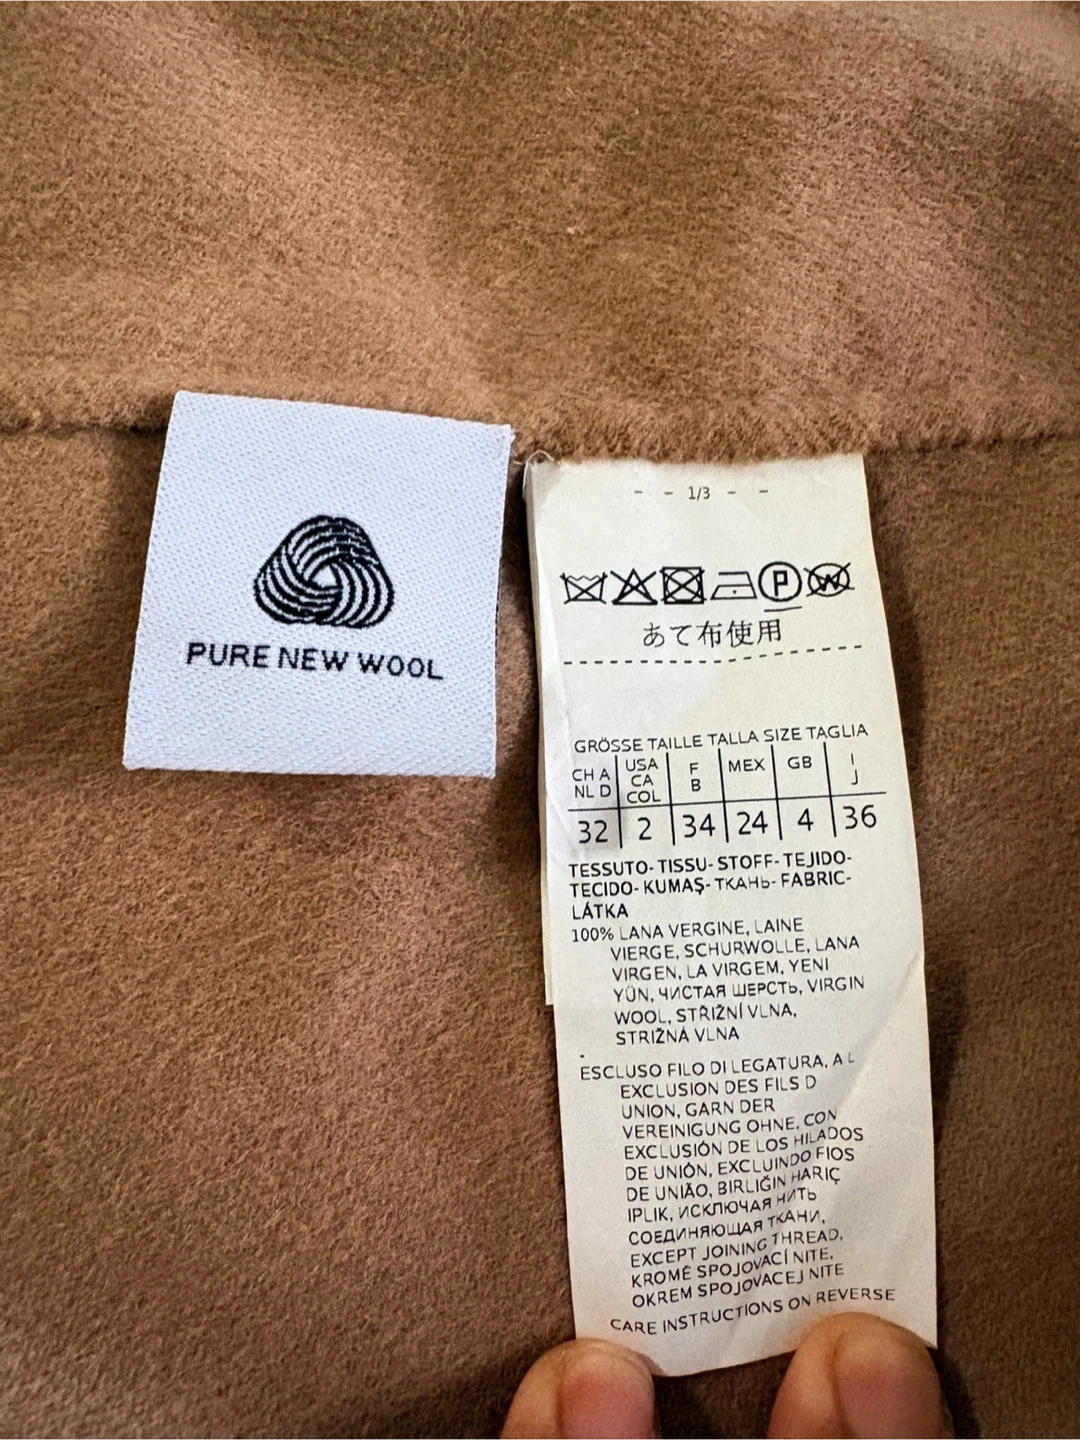 PURE NEW WOOL
- - 1/3 - -
P W
あて布使用
GRÖSSE TAILLE TALLA SIZE TAGLIA
CH A NL D USA CA COL F B MEX GB I J
32 2 34 24 4 36
TESSUTO- TISSU- STOFF- TEJIDO-
TECIDO- KUMAŞ- ТКАНЬ- FABRIC-
LÁTKA
100% LANA VERGINE, LAINE
VIERGE, SCHURWOLLE, LANA
VIRGEN, LA VIRGEM, YENI
YÜN, ЧИСТАЯ ШЕРСТЬ, VIRGIN
WOOL, STŘIŽNÍ VLNA,
STRIŽNÁ VLNA
ESCLUSO FILO DI LEGATURA, A L
EXCLUSION DES FILS D
UNION, GARN DER
VEREINIGUNG OHNE, CON
EXCLUSIÓN DE LOS HILADOS
DE UNIÓN, EXCLUINDO FIOS
DE UNIÃO, BIRLIĞIN HARIÇ
IPLIK, ИСКЛЮЧАЯ НИТЬ
СОЕДИНЯЮЩАЯ ТКАНИ,
EXCEPT JOINING THREAD,
KROMĚ SPOJOVACÍ NITE,
OKREM SPOJOVACEJ NITE
CARE INSTRUCTIONS ON REVERSE